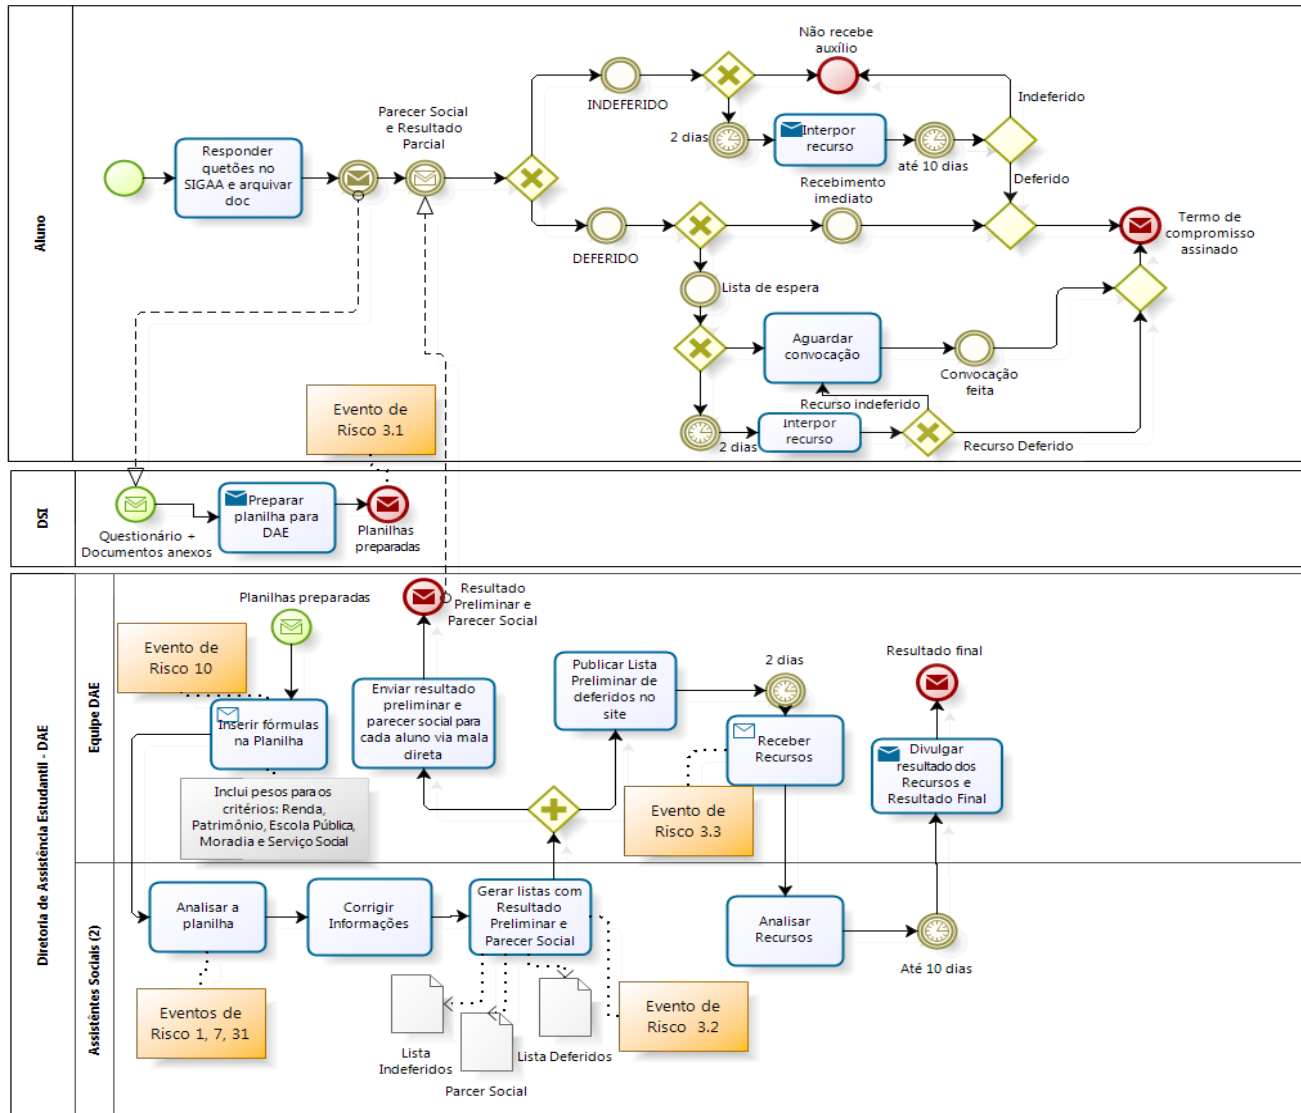 Aluno
Responder
quetões no
SIGAA e arquivar
doc
Parecer Social
e Resultado
Parcial
INDEFERIDO
DEFERIDO
Não recebe
auxílio
2 dias
Interpor
recurso
até 10 dias
Indeferido
Deferido
Recebimento
imediato
Termo de
compromisso
assinado
Lista de espera
Aguardar
convocação
Convocação
feita
Recurso indeferido
2 dias
Interpor
recurso
Recurso Deferido
Evento de
Risco 3.1
DSI
Questionário +
Documentos anexos
Preparar
planilha para
DAE
Planilhas
preparadas
Diretoria de Assistência Estudantil - DAE
Equipe DAE
Planilhas preparadas
Evento de
Risco 10
Inserir fórmulas
na Planilha
Inclui pesos para os
critérios: Renda,
Patrimônio, Escola Pública,
Moradia e Serviço Social
Resultado
Preliminar e
Parecer Social
Enviar resultado
preliminar e
parecer social para
cada aluno via mala
direta
Publicar Lista
Preliminar de
deferidos no
site
2 dias
Receber
Recursos
Evento de
Risco 3.3
Resultado final
Divulgar
resultado dos
Recursos e
Resultado Final
Assistêntes Sociais (2)
Analisar a
planilha
Corrigir
Informações
Gerar listas com
Resultado
Preliminar e
Parecer Social
Analisar
Recursos
Até 10 dias
Eventos de
Risco 1, 7, 31
Lista
Indeferidos
Parcer Social
Lista Deferidos
Evento de
Risco 3.2